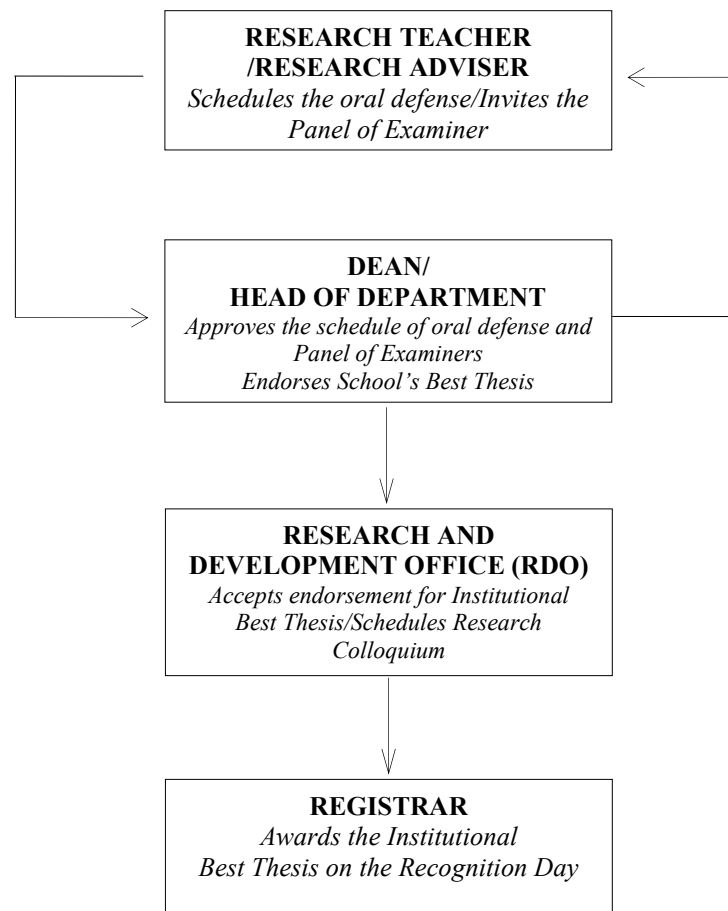 RESEARCH TEACHER
/RESEARCH ADVISER
Schedules the oral defense/Invites the
Panel of Examiner
DEAN/
HEAD OF DEPARTMENT
Approves the schedule of oral defense and
Panel of Examiners
Endorses School’s Best Thesis
RESEARCH AND
DEVELOPMENT OFFICE (RDO)
Accepts endorsement for Institutional
Best Thesis/Schedules Research
Colloquium
REGISTRAR
Awards the Institutional
Best Thesis on the Recognition Day